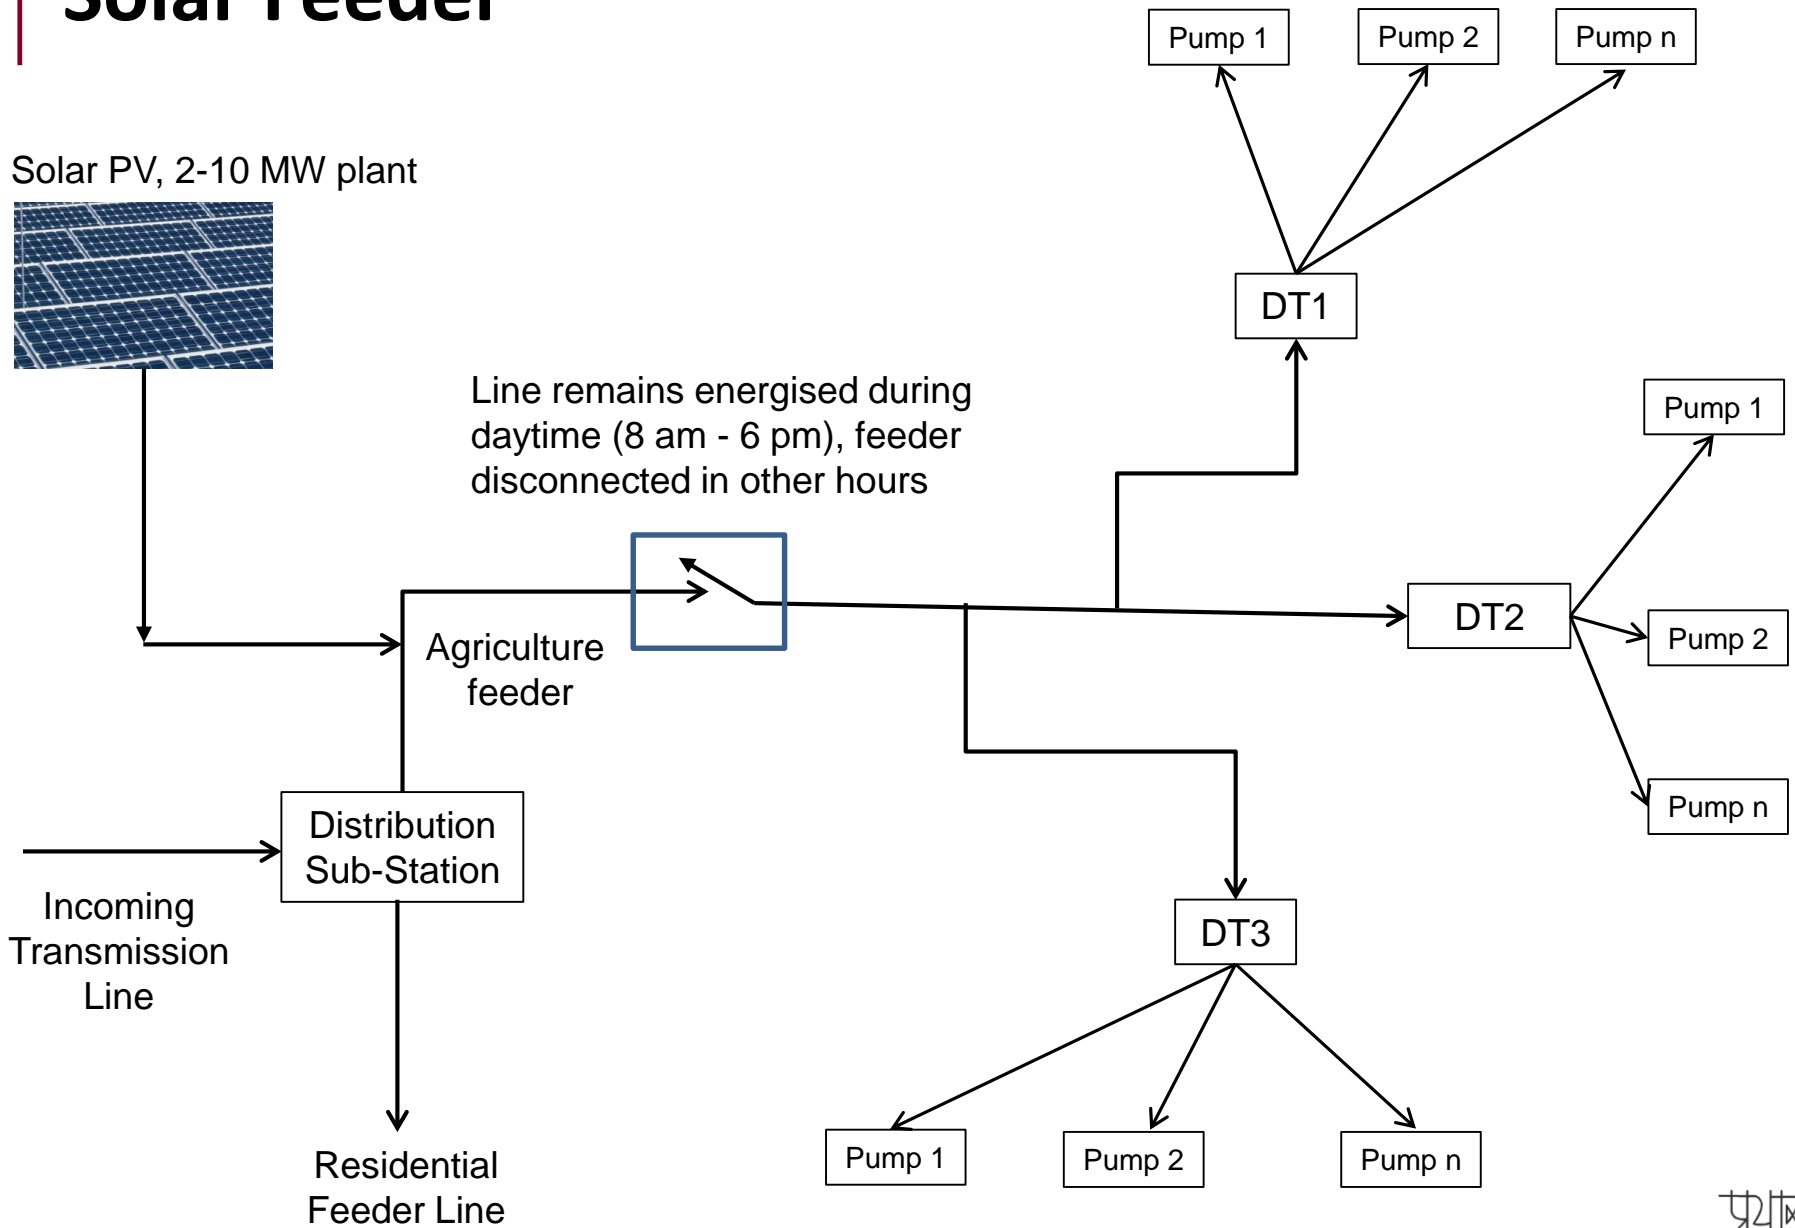 Solar Feeder
Pump 1
Pump 2
Pump n
Solar PV, 2-10 MW plant
DT1
Line remains energised during
daytime (8 am - 6 pm), feeder
disconnected in other hours
Pump 1
DT2
Pump 2
Agriculture
feeder
Pump n
Distribution
Sub-Station
Incoming
Transmission
Line
DT3
Pump 1
Pump 2
Pump n
Residential
Feeder Line